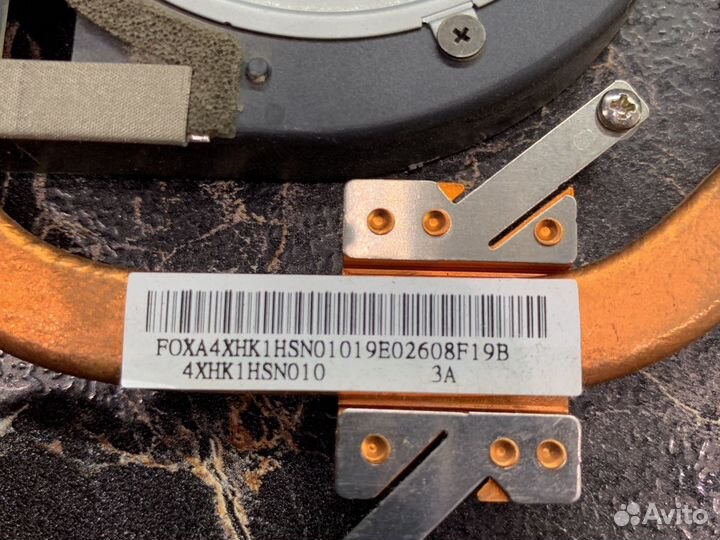 FOXA4XHK1HSN01019E02608F19B
4XHK1HSN010 3A
Avito